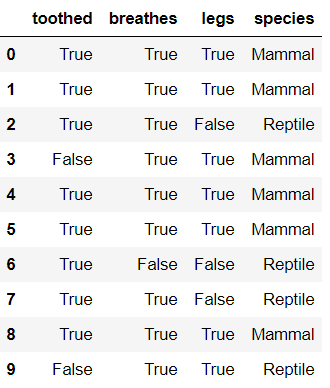 toothed breathes legs species
0 True True True Mammal
1 True True True Mammal
2 True True False Reptile
3 False True True Mammal
4 True True True Mammal
5 True True True Mammal
6 True False False Reptile
7 True True False Reptile
8 True True True Mammal
9 False True True Reptile